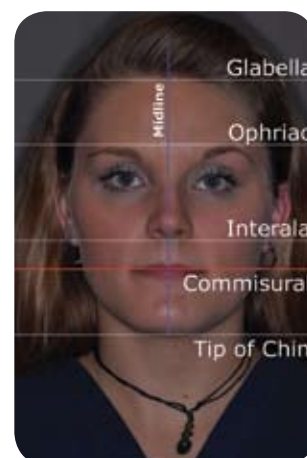 Glabella
Midline
Ophriac
Interala
Commisura
Tip of Chin